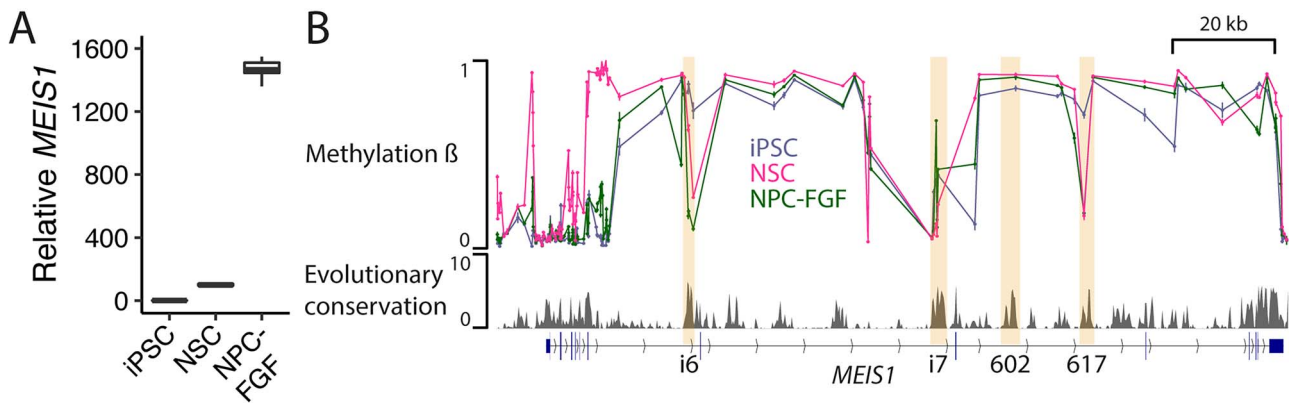 A
Relative MEIS1
1600
1200
800
400
0
iPSC
NSC
NPC-
FGF
B
20 kb
Methylation ß
1
0
iPSC
NSC
NPC-FGF
Evolutionary
conservation
10
0
i6
MEIS1
i7
602
617